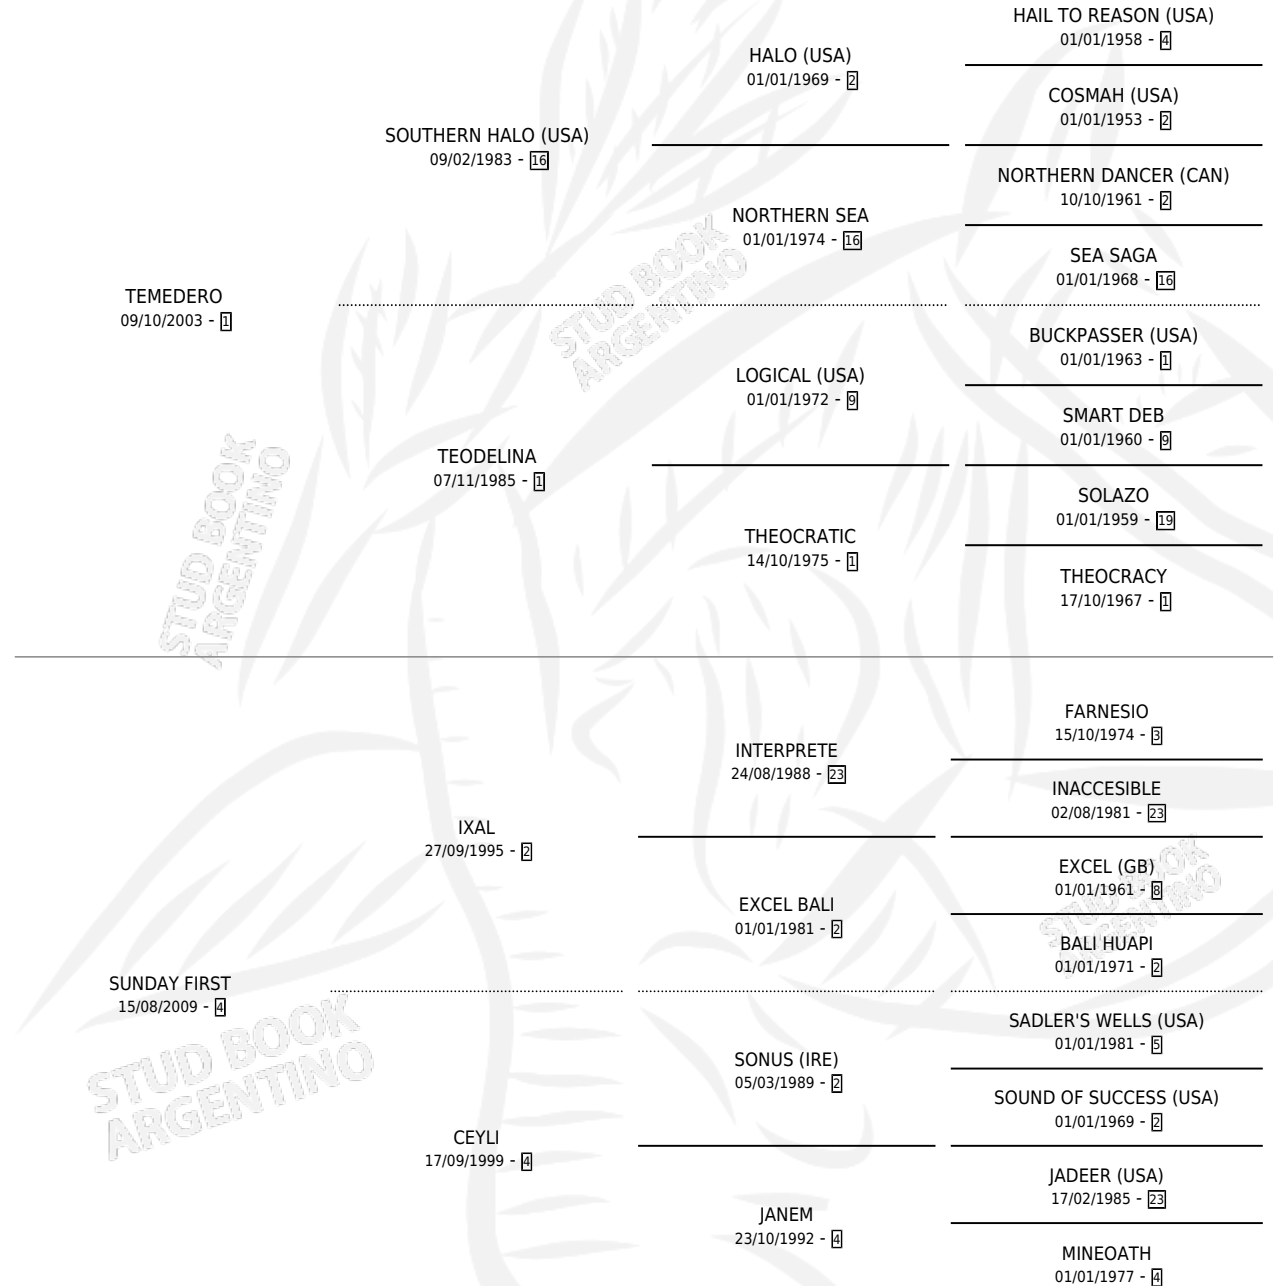 HAIL TO REASON (USA)
01/01/1958 - 4
HALO (USA)
01/01/1969 - 2
COSMAH (USA)
01/01/1953 - 2
SOUTHERN HALO (USA)
09/02/1983 - 16
NORTHERN DANCER (CAN)
10/10/1961 - 2
NORTHERN SEA
01/01/1974 - 16
SEA SAGA
01/01/1968 - 16
TEMEDERO
09/10/2003 - 1
STUD BOOK
ARGENTINO
BUCKPASSER (USA)
01/01/1963 - 1
LOGICAL (USA)
01/01/1972 - 9
SMART DEB
01/01/1960 - 9
TEODELINA
07/11/1985 - 1
SOLAZO
01/01/1959 - 19
THEOCRATIC
14/10/1975 - 1
THEOCRACY
17/10/1967 - 1
STUD BOOK
ARGENTINO
FARNESIO
15/10/1974 - 3
INTERPRETE
24/08/1988 - 23
INACCESIBLE
02/08/1981 - 23
IXAL
27/09/1995 - 2
EXCEL (GB)
01/01/1961 - 8
EXCEL BALI
01/01/1981 - 2
STUD BOOK
ARGENTINO
BALI HUAPI
01/01/1971 - 2
SUNDAY FIRST
15/08/2009 - 4
SADLER'S WELLS (USA)
01/01/1981 - 5
SONUS (IRE)
05/03/1989 - 2
SOUND OF SUCCESS (USA)
01/01/1969 - 2
STUD BOOK
ARGENTINO
CEYLI
17/09/1999 - 4
JADEER (USA)
17/02/1985 - 23
JANEM
23/10/1992 - 4
MINEOATH
01/01/1977 - 4